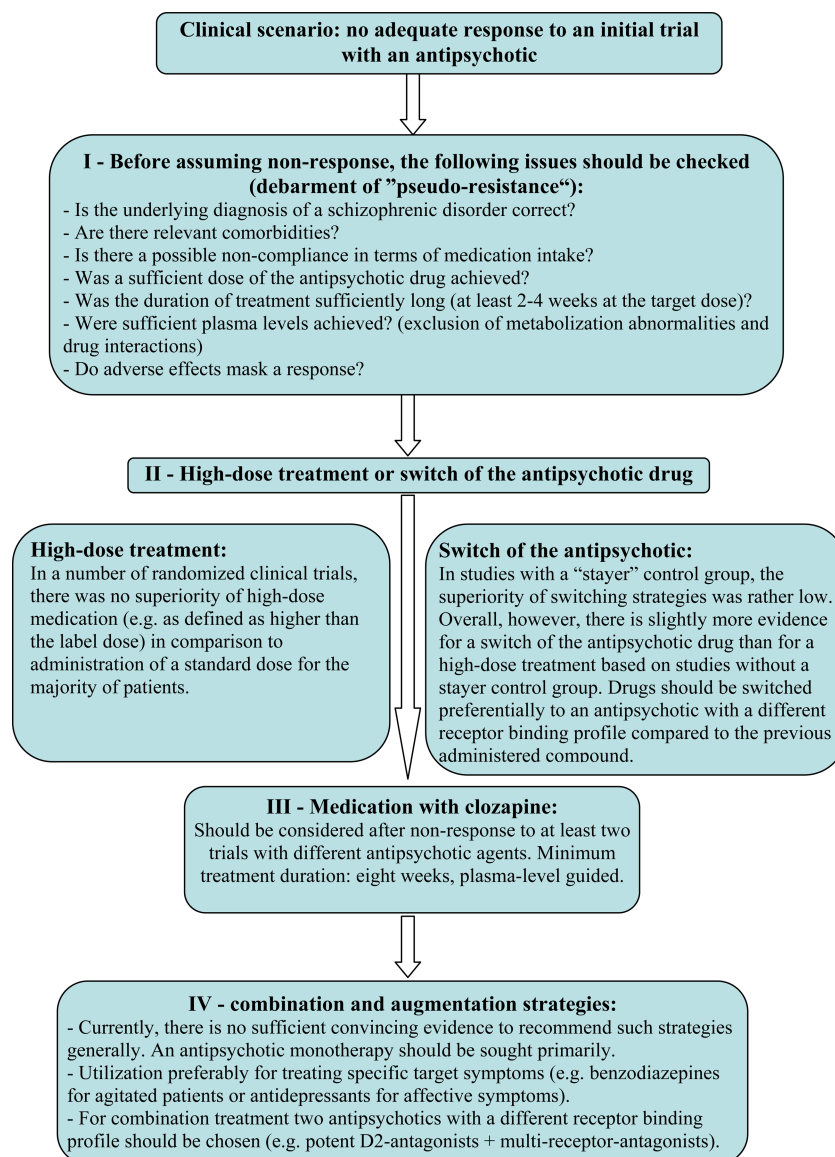 Clinical scenario: no adequate response to an initial trial
with an antipsychotic
I - Before assuming non-response, the following issues should be checked
(debarment of ”pseudo-resistance“):
- Is the underlying diagnosis of a schizophrenic disorder correct?
- Are there relevant comorbidities?
- Is there a possible non-compliance in terms of medication intake?
- Was a sufficient dose of the antipsychotic drug achieved?
- Was the duration of treatment sufficiently long (at least 2-4 weeks at the target dose)?
- Were sufficient plasma levels achieved? (exclusion of metabolization abnormalities and
drug interactions)
- Do adverse effects mask a response?
II - High-dose treatment or switch of the antipsychotic drug
High-dose treatment:
In a number of randomized clinical trials,
there was no superiority of high-dose
medication (e.g. as defined as higher than
the label dose) in comparison to
administration of a standard dose for the
majority of patients.
Switch of the antipsychotic:
In studies with a “stayer” control group, the
superiority of switching strategies was rather low.
Overall, however, there is slightly more evidence
for a switch of the antipsychotic drug than for a
high-dose treatment based on studies without a
stayer control group. Drugs should be switched
preferentially to an antipsychotic with a different
receptor binding profile compared to the previous
administered compound.
III - Medication with clozapine:
Should be considered after non-response to at least two
trials with different antipsychotic agents. Minimum
treatment duration: eight weeks, plasma-level guided.
IV - combination and augmentation strategies:
- Currently, there is no sufficient convincing evidence to recommend such strategies
generally. An antipsychotic monotherapy should be sought primarily.
- Utilization preferably for treating specific target symptoms (e.g. benzodiazepines
for agitated patients or antidepressants for affective symptoms).
- For combination treatment two antipsychotics with a different receptor binding
profile should be chosen (e.g. potent D2-antagonists + multi-receptor-antagonists).